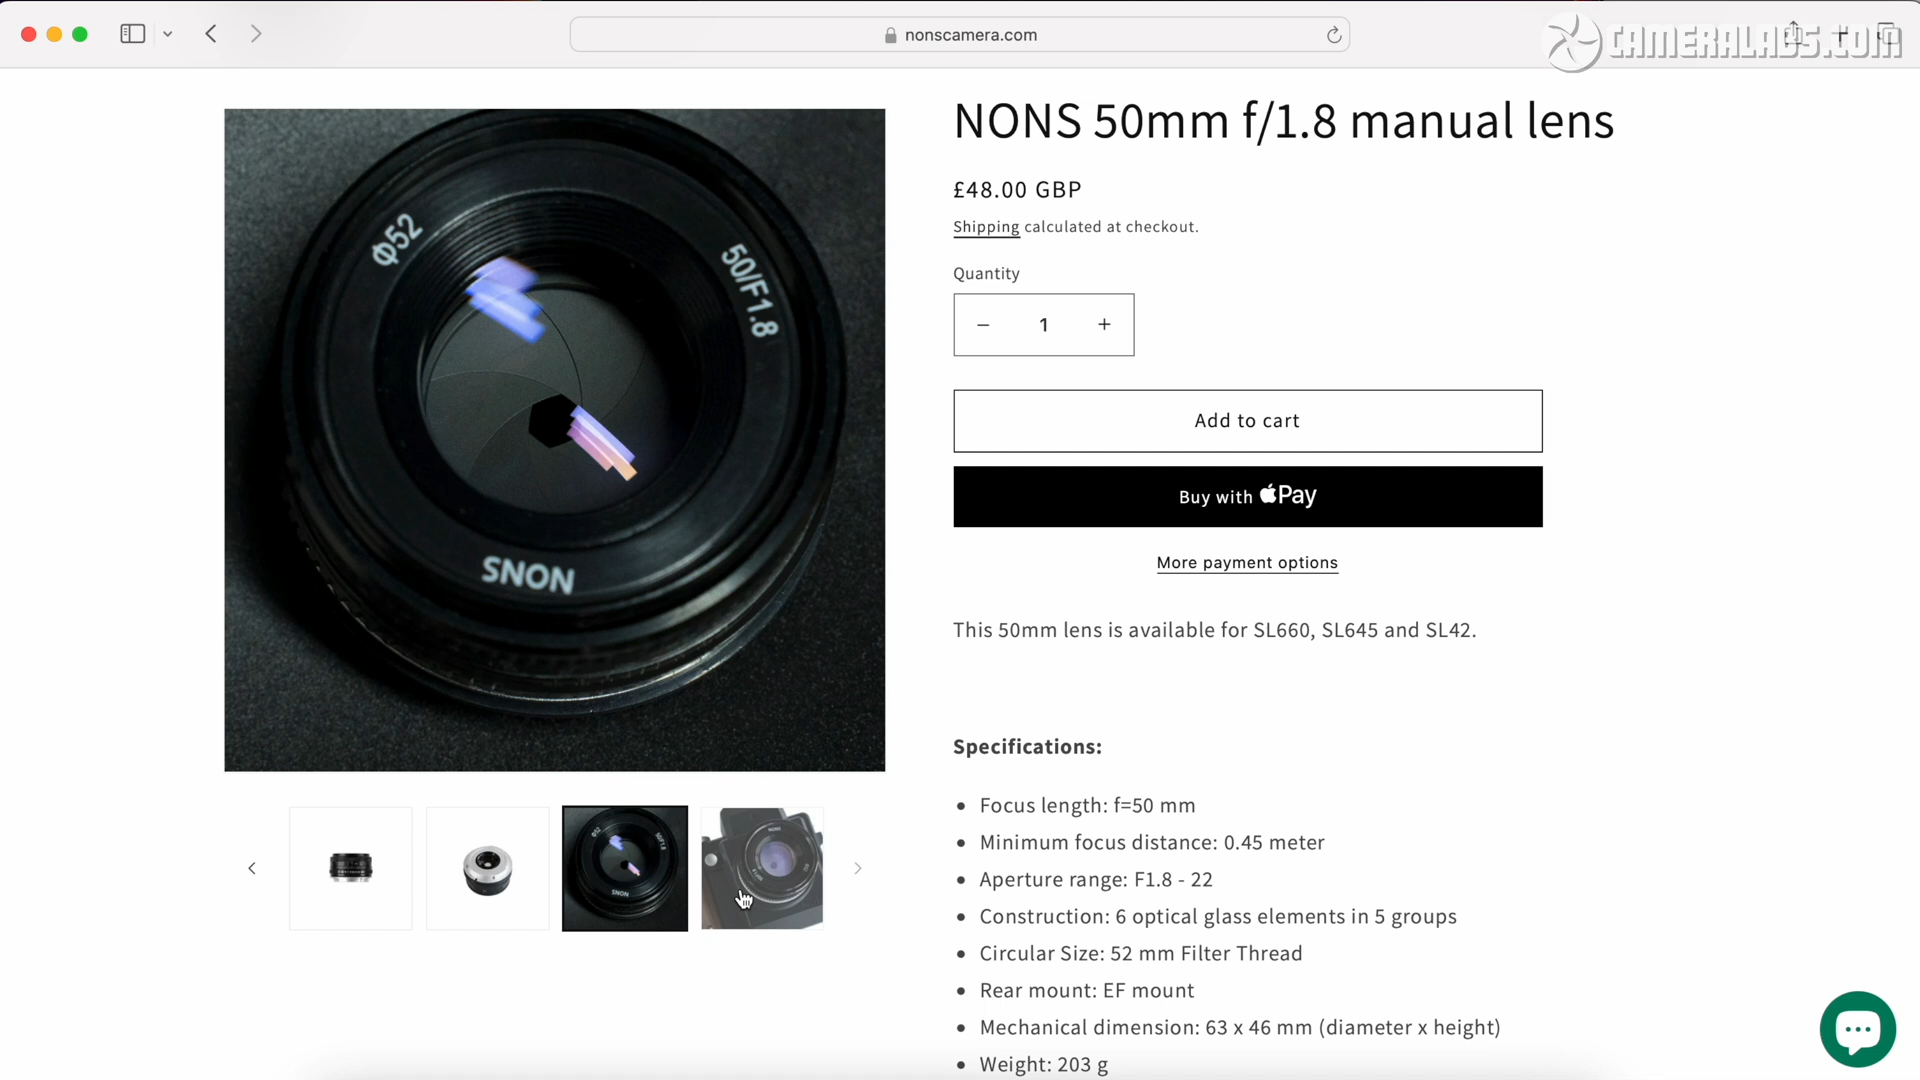 nonscamera.com
CAMERALABS.COM
NONS 50mm f/1.8 manual lens
£48.00 GBP
Shipping calculated at checkout.
Quantity
− 1 +
Add to cart
Buy with Pay
More payment options
This 50mm lens is available for SL660, SL645 and SL42.
Specifications:
• Focus length: f=50 mm
• Minimum focus distance: 0.45 meter
• Aperture range: F1.8 - 22
• Construction: 6 optical glass elements in 5 groups
• Circular Size: 52 mm Filter Thread
• Rear mount: EF mount
• Mechanical dimension: 63 x 46 mm (diameter x height)
• Weight: 203 g
Φ52
50/F1.8
SNON
Φ52
SNON
NONS